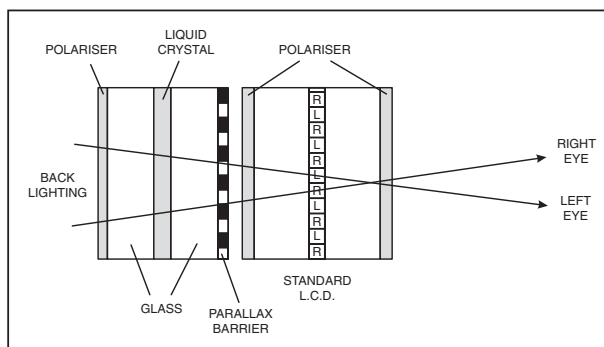 LIQUID
CRYSTAL
POLARISER
POLARISER
R
L
R
L
R
L
R
L
R
L
R
BACK
LIGHTING
RIGHT
EYE
LEFT
EYE
GLASS
PARALLAX
BARRIER
STANDARD
L.C.D.